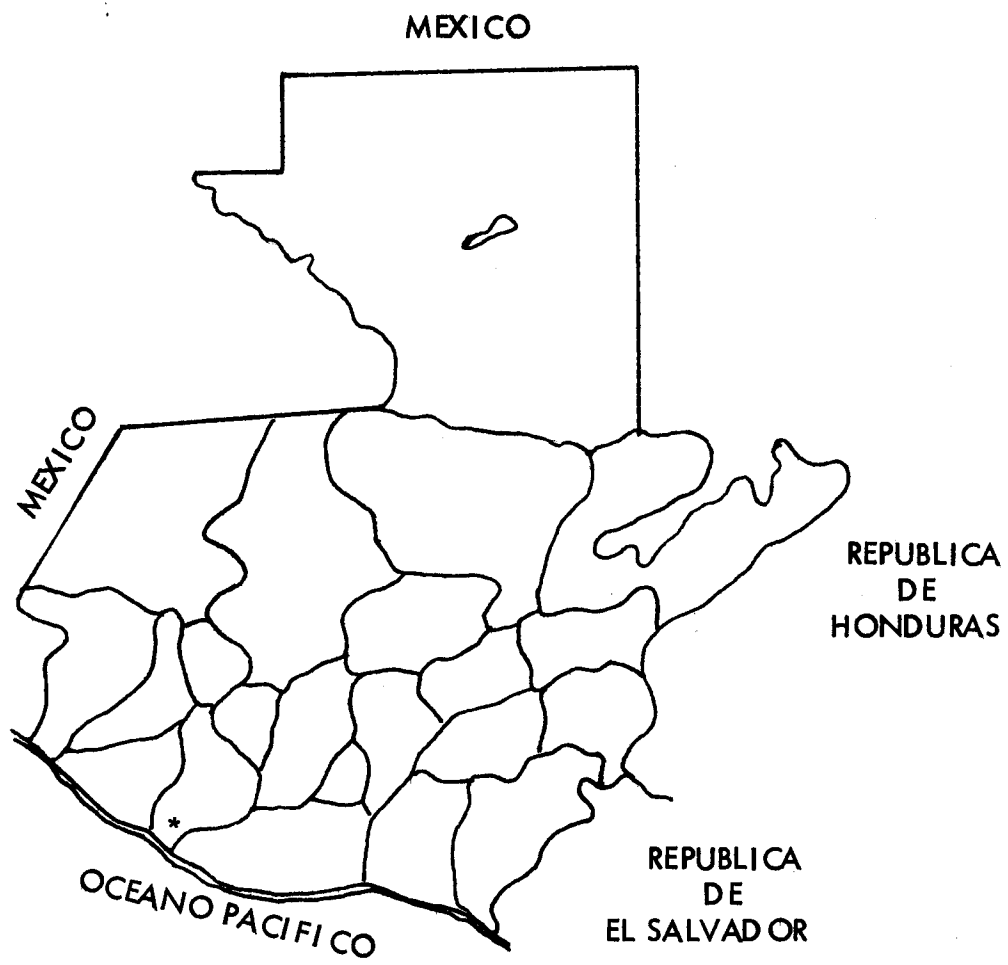 MEXICO
MEXICO
REPUBLICA
DE
HONDURAS
*
REPUBLICA
DE
EL SALVADOR
OCEANO PACIFICO